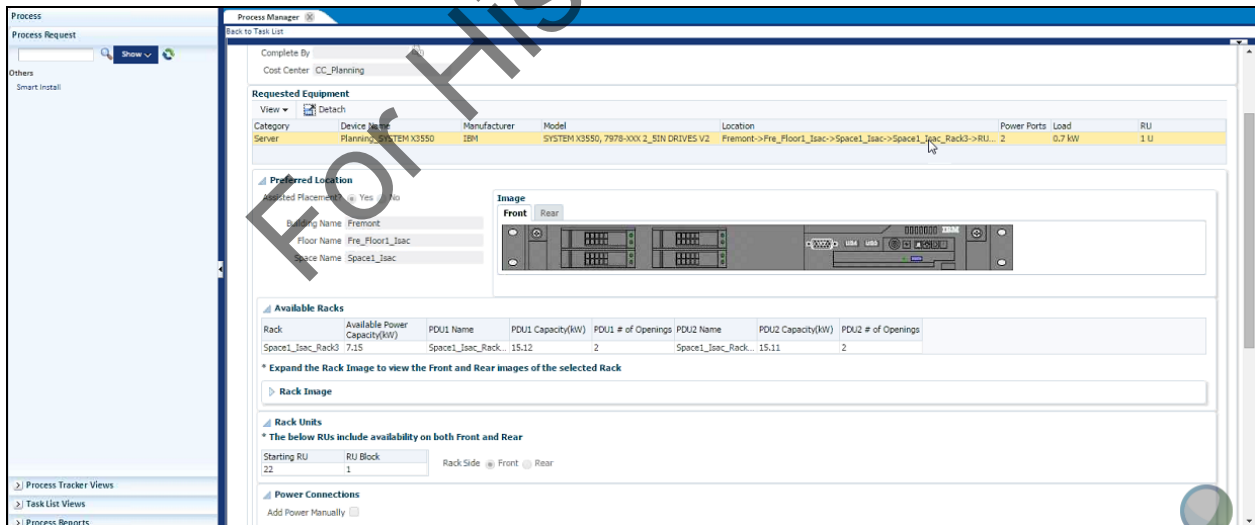 Process
Process Manager
Process Request
Back to Task List
Show
Others
Smart Install
Complete By
Cost Center CC_Planning
Requested Equipment
View Detach
Category Device Name Manufacturer Model Location Power Ports Load RU
Server Planning_SYSTEM X3550 IBM SYSTEM X3550, 7978-XXX 2_5IN DRIVES V2 Fremont->Fre_Floor1_Isac->Space1_Isac->Space1_Isac_Rack3->RU... 2 0.7 kW 1 U
Preferred Location
Assisted Placement? Yes No
Building Name Fremont
Floor Name Fre_Floor1_Isac
Space Name Space1_Isac
Image
Front Rear
IBM
Available Racks
Rack Available Power Capacity(kW) PDU1 Name PDU1 Capacity(kW) PDU1 # of Openings PDU2 Name PDU2 Capacity(kW) PDU2 # of Openings
Space1_Isac_Rack3 7.15 Space1_Isac_Rack... 15.12 2 Space1_Isac_Rack... 15.11 2
* Expand the Rack Image to view the Front and Rear images of the selected Rack
Rack Image
Rack Units
* The below RUs include availability on both Front and Rear
Starting RU RU Block
22 1
Rack Side Front Rear
Power Connections
Add Power Manually
Process Tracker Views
Task List Views
Process Reports
For His